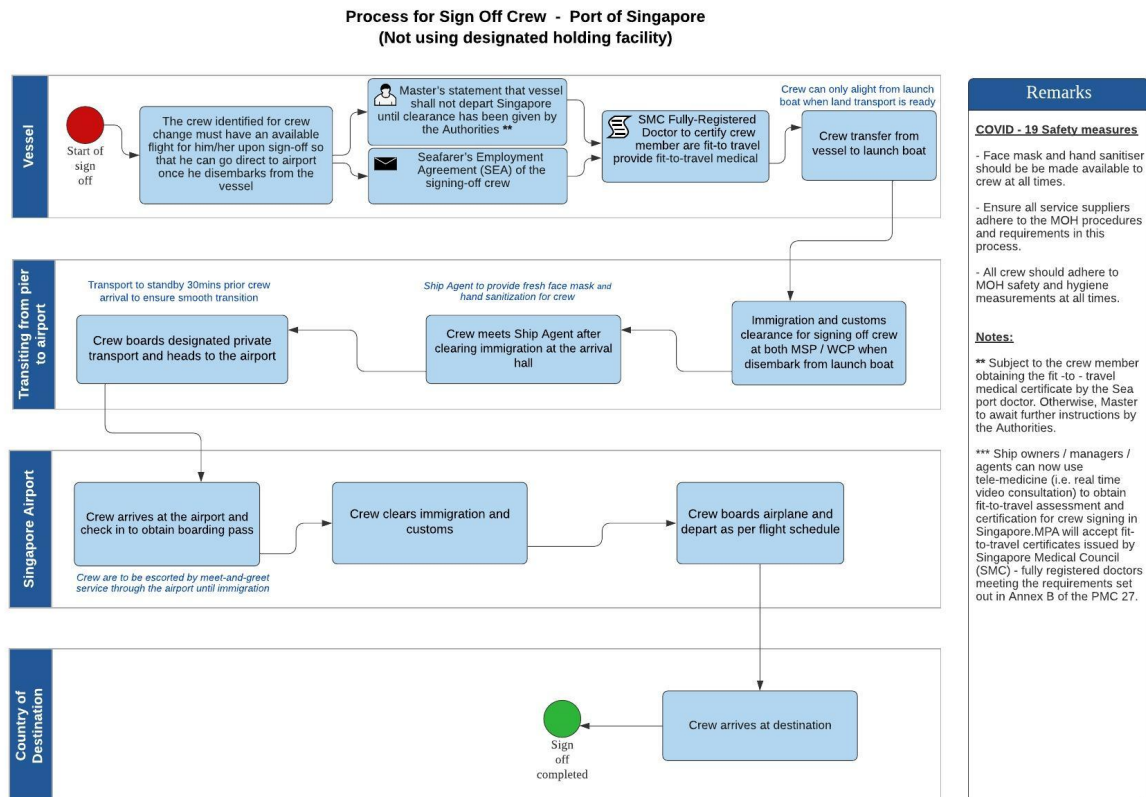 Process for Sign Off Crew - Port of Singapore
(Not using designated holding facility)
Vessel
Start of
sign
off
The crew identified for crew
change must have an available
flight for him/her upon sign-off so
that he can go direct to airport
once he disembarks from the
vessel
Master's statement that vessel
shall not depart Singapore
until clearance has been given by
the Authorities **
Seafarer's Employment
Agreement (SEA) of the
signing-off crew
SMC Fully-Registered
Doctor to certify crew
member are fit-to travel
provide fit-to-travel medical
Crew can only alight from launch
boat when land transport is ready
Crew transfer from
vessel to launch boat
Transiting from pier
to airport
Transport to standby 30mins prior crew
arrival to ensure smooth transition
Crew boards designated private
transport and heads to the airport
Ship Agent to provide fresh face mask and
hand sanitization for crew
Crew meets Ship Agent after
clearing immigration at the arrival
hall
Immigration and customs
clearance for signing off crew
at both MSP / WCP when
disembark from launch boat
Singapore Airport
Crew arrives at the airport and
check in to obtain boarding pass
Crew are to be escorted by meet-and-greet
service through the airport until immigration
Crew clears immigration and
customs
Crew boards airplane and
depart as per flight schedule
Country of
Destination
Sign
off
completed
Crew arrives at destination
Remarks
COVID - 19 Safety measures
- Face mask and hand sanitiser
should be be made available to
crew at all times.
- Ensure all service suppliers
adhere to the MOH procedures
and requirements in this
process.
- All crew should adhere to
MOH safety and hygiene
measurements at all times.
Notes:
** Subject to the crew member
obtaining the fit -to - travel
medical certificate by the Sea
port doctor. Otherwise, Master
to await further instructions by
the Authorities.
*** Ship owners / managers /
agents can now use
tele-medicine (i.e. real time
video consultation) to obtain
fit-to-travel assessment and
certification for crew signing in
Singapore.MPA will accept fit-
to-travel certificates issued by
Singapore Medical Council
(SMC) - fully registered doctors
meeting the requirements set
out in Annex B of the PMC 27.